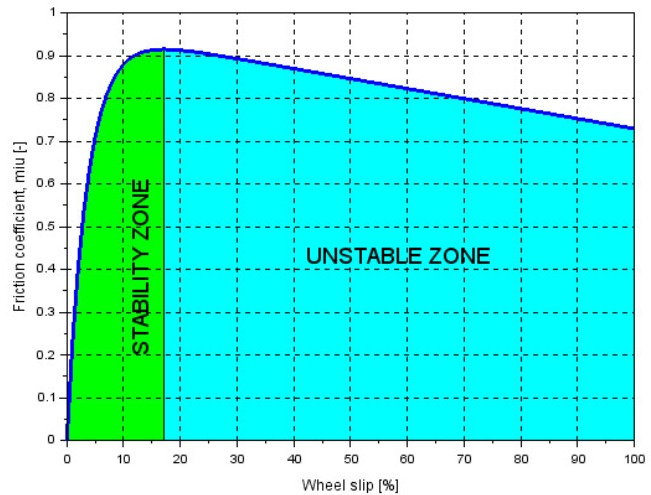 1
0.9
0.8
0.7
0.6
0.5
0.4
0.3
0.2
0.1
0
Friction coefficient, miu [-]
STABILITY ZONE
UNSTABLE ZONE
0 10 20 30 40 50 60 70 80 90 100
Wheel slip [%]